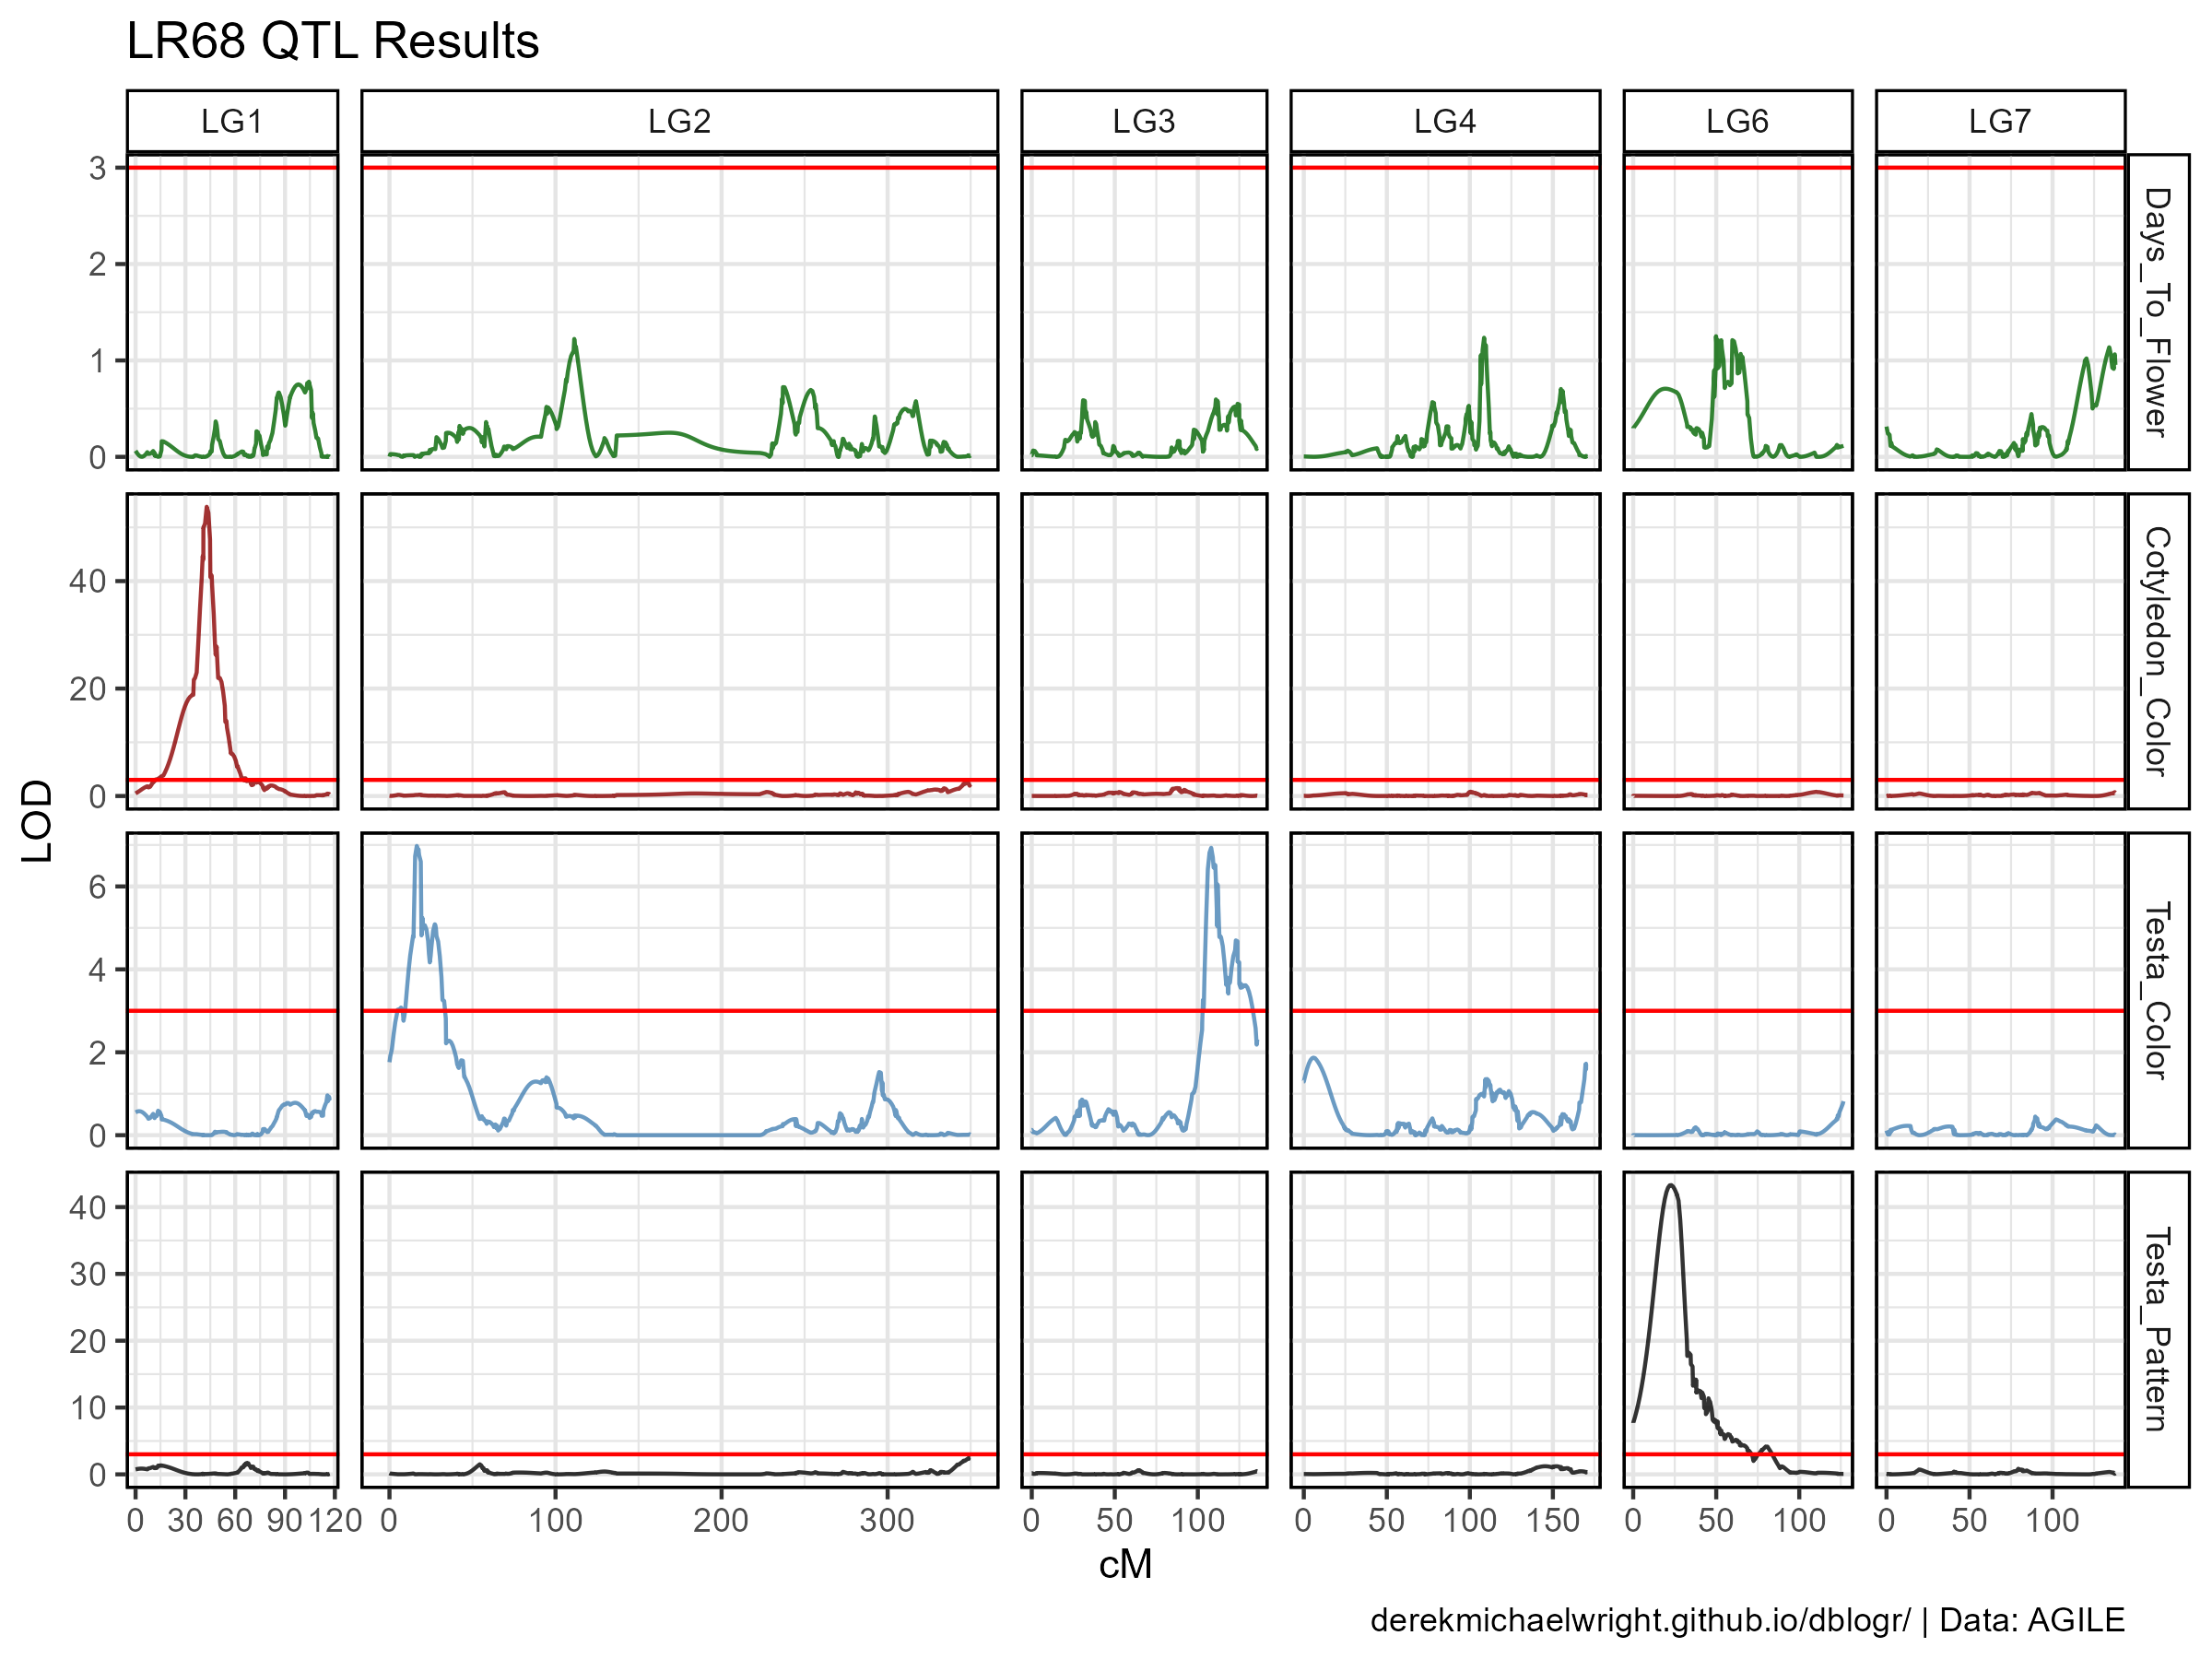 LR68 QTL Results
LG1 LG2 LG3 LG4 LG6 LG7
3
2
1
0
Days_To_Flower
40
20
0
Cotyledon_Color
LOD
6
4
2
0
Testa_Color
40
30
20
10
0
Testa_Pattern
0 30 60 90 120 0 100 200 300 0 50 100 0 50 100 150 0 50 100 0 50 100
cM
derekmichaelwright.github.io/dblogr/ | Data: AGILE